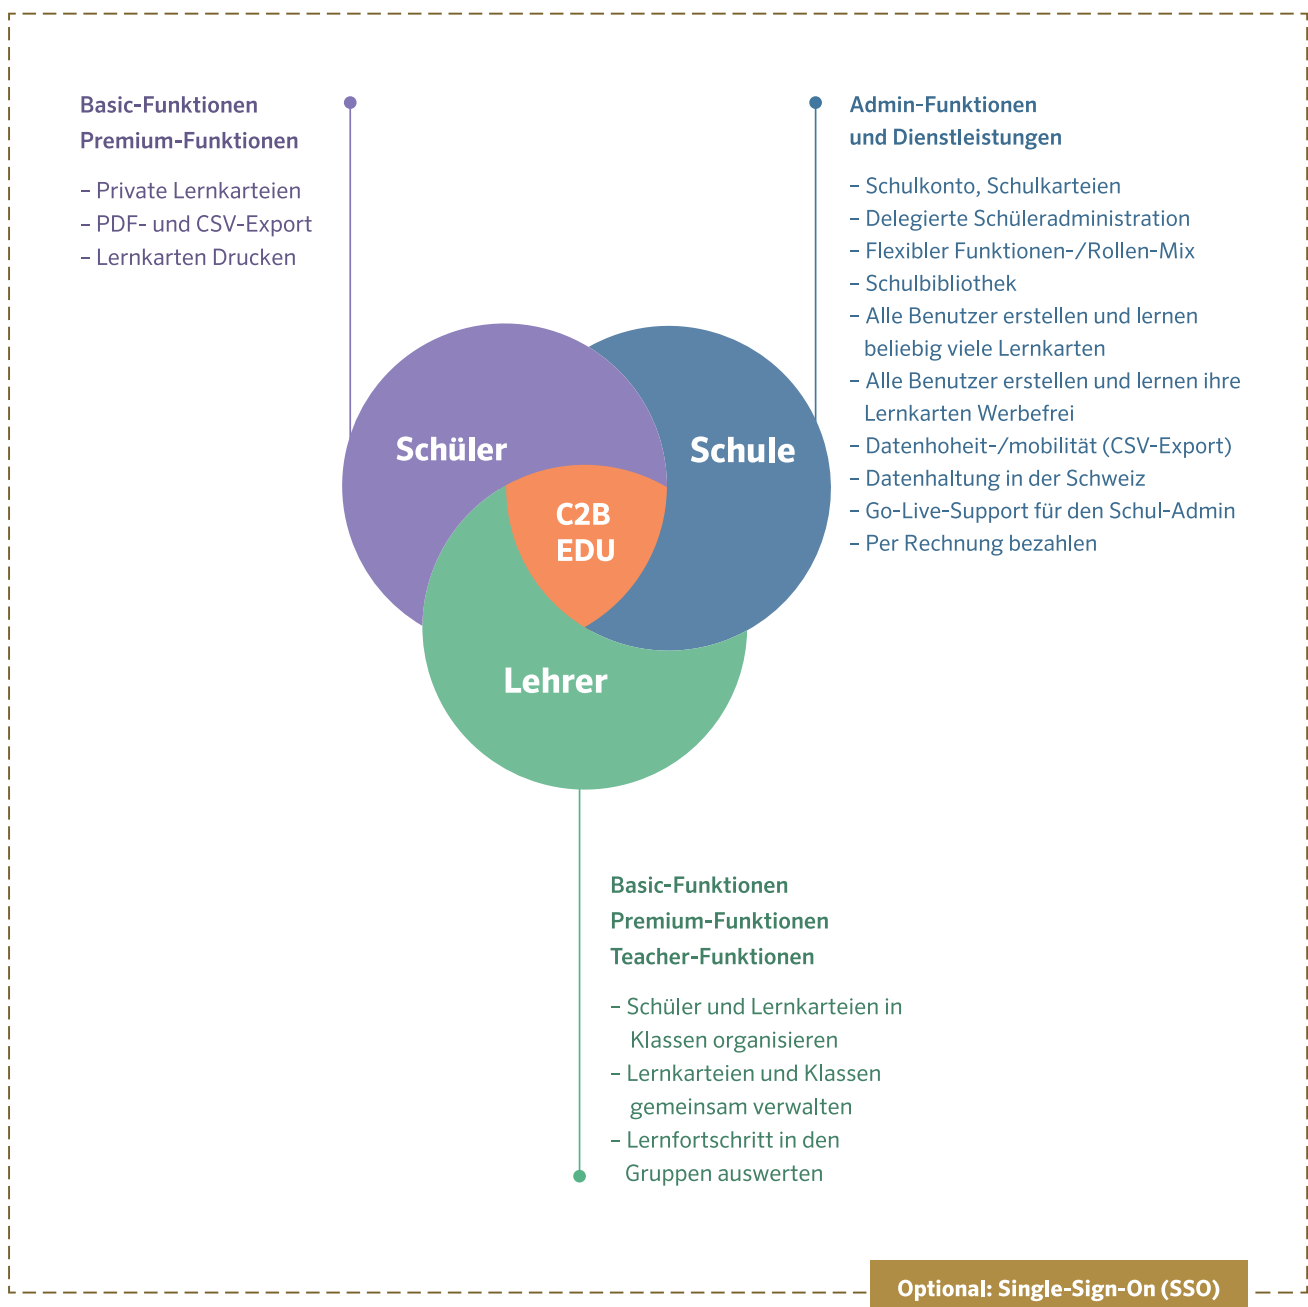 Basic-Funktionen
Premium-Funktionen
– Private Lernkarteien
– PDF- und CSV-Export
– Lernkarten Drucken
Admin-Funktionen
und Dienstleistungen
– Schulkonto, Schulkarteien
– Delegierte Schüleradministration
– Flexibler Funktionen-/Rollen-Mix
– Schulbibliothek
– Alle Benutzer erstellen und lernen
beliebig viele Lernkarten
– Alle Benutzer erstellen und lernen ihre
Lernkarten Werbefrei
– Datenhoheit-/mobilität (CSV-Export)
– Datenhaltung in der Schweiz
– Go-Live-Support für den Schul-Admin
– Per Rechnung bezahlen
Schüler
Schule
C2B
EDU
Lehrer
Basic-Funktionen
Premium-Funktionen
Teacher-Funktionen
– Schüler und Lernkarteien in
Klassen organisieren
– Lernkarteien und Klassen
gemeinsam verwalten
– Lernfortschritt in den
Gruppen auswerten
Optional: Single-Sign-On (SSO)